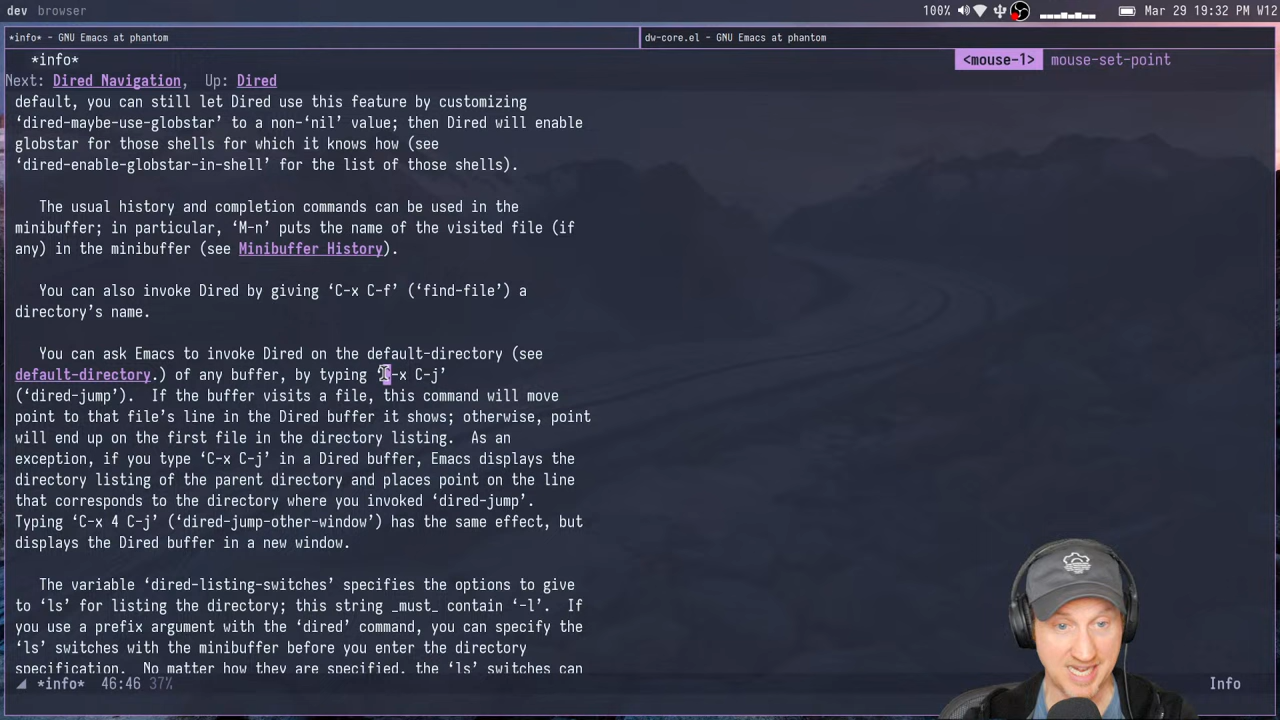 dev browser 100% Mar 29 19:32 PM W12
*info* - GNU Emacs at phantom
dw-core.el - GNU Emacs at phantom
*info* <mouse-1> mouse-set-point
Next: Dired Navigation,  Up: Dired
default, you can still let Dired use this feature by customizing
‘dired-maybe-use-globstar’ to a non-‘nil’ value; then Dired will enable
globstar for those shells for which it knows how (see
‘dired-enable-globstar-in-shell’ for the list of those shells).
The usual history and completion commands can be used in the
minibuffer; in particular, ‘M-n’ puts the name of the visited file (if
any) in the minibuffer (see Minibuffer History).
You can also invoke Dired by giving ‘C-x C-f’ (‘find-file’) a
directory’s name.
You can ask Emacs to invoke Dired on the default-directory (see
default-directory.) of any buffer, by typing ‘C-x C-j’
(‘dired-jump’).  If the buffer visits a file, this command will move
point to that file’s line in the Dired buffer it shows; otherwise, point
will end up on the first file in the directory listing.  As an
exception, if you type ‘C-x C-j’ in a Dired buffer, Emacs displays the
directory listing of the parent directory and places point on the line
that corresponds to the directory where you invoked ‘dired-jump’.
Typing ‘C-x 4 C-j’ (‘dired-jump-other-window’) has the same effect, but
displays the Dired buffer in a new window.
The variable ‘dired-listing-switches’ specifies the options to give
to ‘ls’ for listing the directory; this string _must_ contain ‘-l’.  If
you use a prefix argument with the ‘dired’ command, you can specify the
‘ls’ switches with the minibuffer before you enter the directory
specification.  No matter how they are specified, the ‘ls’ switches can
*info* 46:46 37% Info